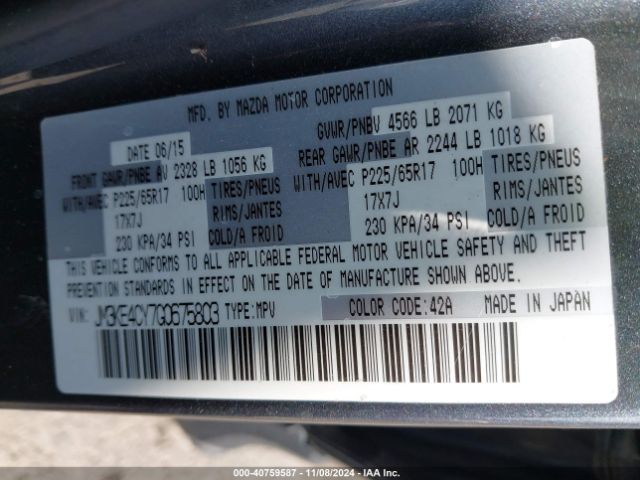 MFD. BY MAZDA MOTOR CORPORATION
DATE 06/15
GVWR/PNBV 4566 LB 2071 KG
FRONT GAWR/PNBE AV 2328 LB 1056 KG
REAR GAWR/PNBE AR 2244 LB 1018 KG
WITH/AVEC P225/65R17 100H TIRES/PNEUS
WITH/AVEC P225/65R17 100H TIRES/PNEUS
17X7J RIMS/JANTES
17X7J RIMS/JANTES
230 KPA/34 PSI COLD/A FROID
230 KPA/34 PSI COLD/A FROID
THIS VEHICLE CONFORMS TO ALL APPLICABLE FEDERAL MOTOR VEHICLE SAFETY AND THEFT
PREVENTION STANDARDS IN EFFECT ON THE DATE OF MANUFACTURE SHOWN ABOVE.
VIN: JM3KE4CY7G0675803 TYPE: MPV COLOR CODE: 42A MADE IN JAPAN
000-40759587 - 11/08/2024 - IAA Inc.